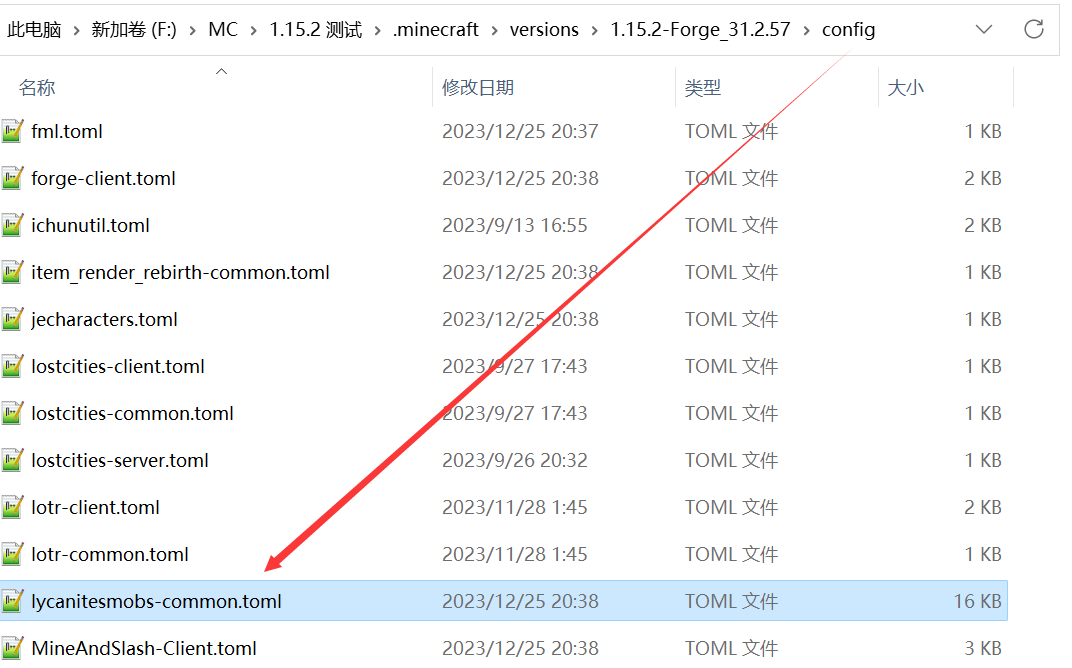 此电脑 › 新加卷 (F:) › MC › 1.15.2 测试 › .minecraft › versions › 1.15.2-Forge_31.2.57 › config
名称 修改日期 类型 大小
fml.toml 2023/12/25 20:37 TOML 文件 1 KB
forge-client.toml 2023/12/25 20:38 TOML 文件 2 KB
ichunutil.toml 2023/9/13 16:55 TOML 文件 2 KB
item_render_rebirth-common.toml 2023/12/25 20:38 TOML 文件 1 KB
jecharacters.toml 2023/12/25 20:38 TOML 文件 1 KB
lostcities-client.toml 2023/9/27 17:43 TOML 文件 1 KB
lostcities-common.toml 2023/9/27 17:43 TOML 文件 1 KB
lostcities-server.toml 2023/9/26 20:32 TOML 文件 1 KB
lotr-client.toml 2023/11/28 1:45 TOML 文件 2 KB
lotr-common.toml 2023/11/28 1:45 TOML 文件 1 KB
lycanitesmobs-common.toml 2023/12/25 20:38 TOML 文件 16 KB
MineAndSlash-Client.toml 2023/12/25 20:38 TOML 文件 3 KB